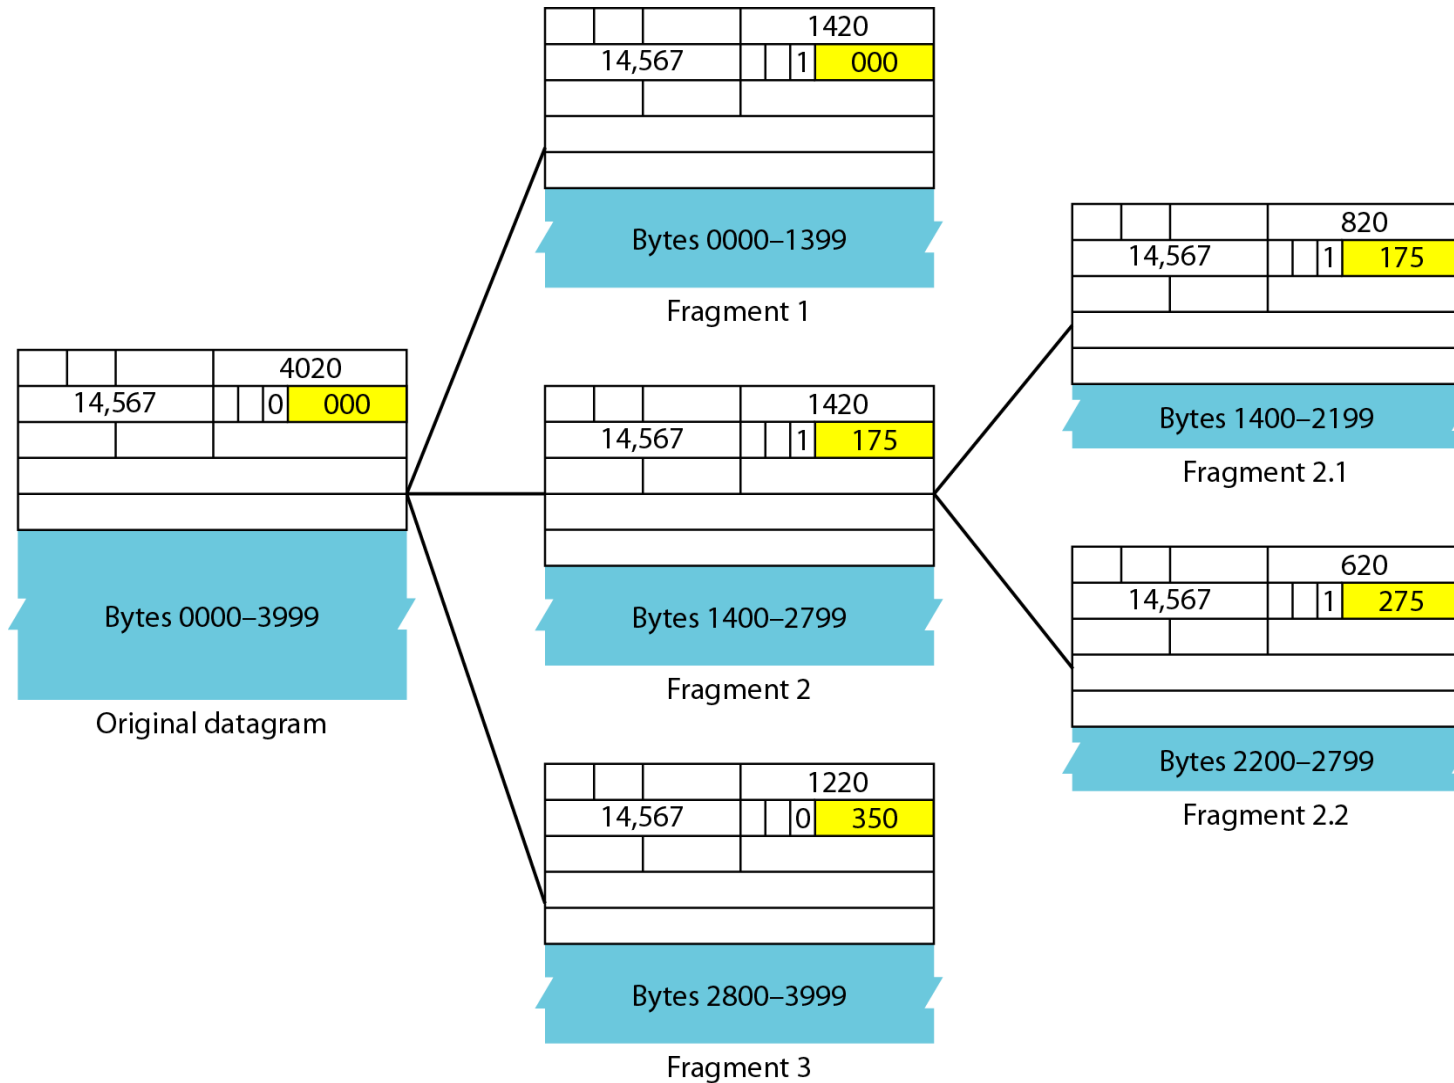 4020
14,567 0 000
Bytes 0000–3999
Original datagram
1420
14,567 1 000
Bytes 0000–1399
Fragment 1
1420
14,567 1 175
Bytes 1400–2799
Fragment 2
1220
14,567 0 350
Bytes 2800–3999
Fragment 3
820
14,567 1 175
Bytes 1400–2199
Fragment 2.1
620
14,567 1 275
Bytes 2200–2799
Fragment 2.2